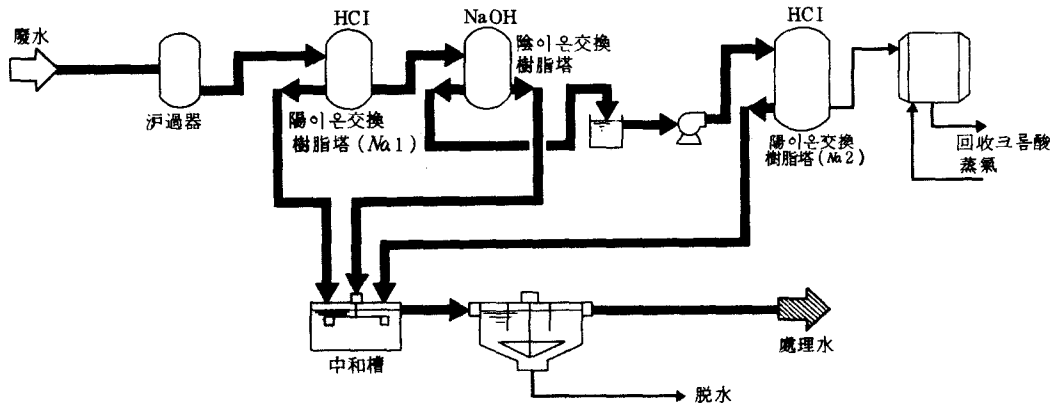 廢水
HCl
NaOH
HCl
陰이온交換
樹脂塔
沪過器
陽이온交換
樹脂塔(№1)
陽이온交換
樹脂塔(№2)
回收크롬酸
蒸氣
中和槽
處理水
脱水